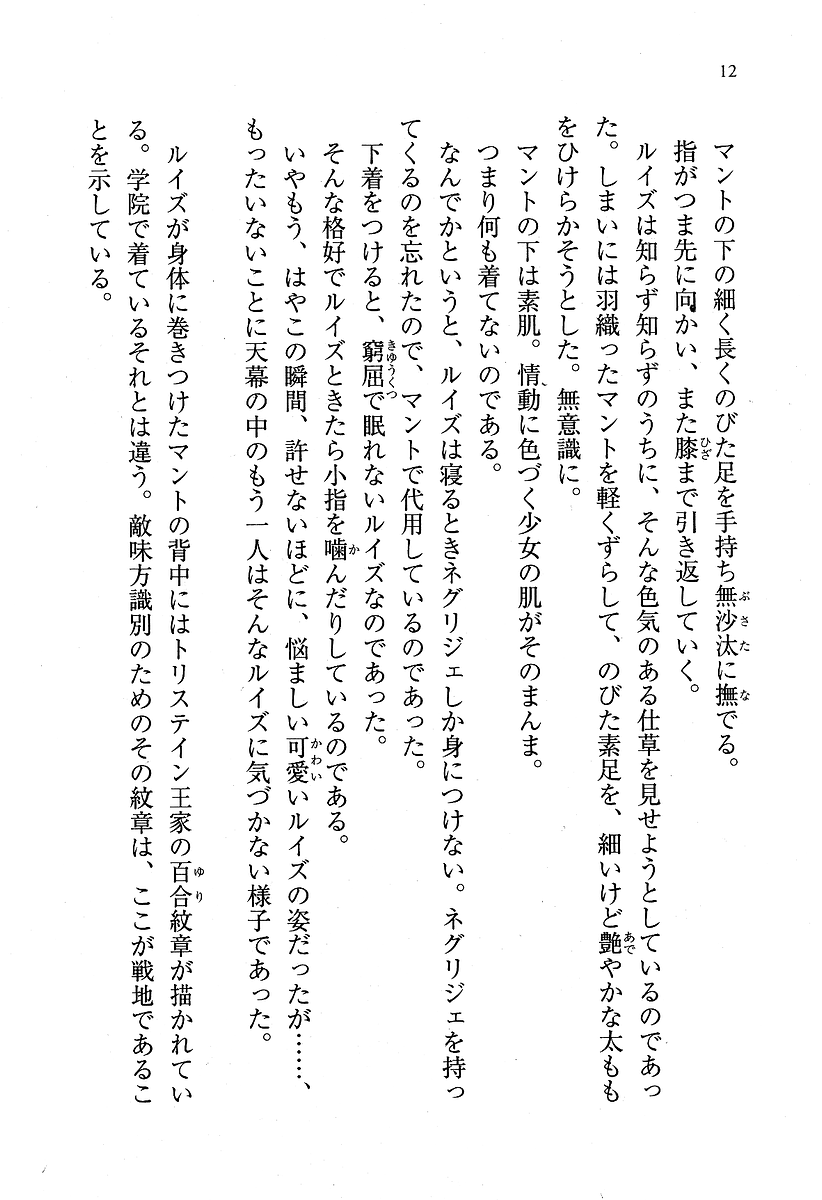 12
マントの下の細く長くのびた足を手持ち無沙汰に撫でる。
指がつま先に向かい、また膝まで引き返していく。
ルイズは知らず知らずのうちに、そんな色気のある仕草を見せようとしているのであっ
た。しまいには羽織ったマントを軽くずらして、のびた素足を、細いけど艶やかな太もも
をひけらかそうとした。無意識に。
マントの下は素肌。情動に色づく少女の肌がそのまんま。
つまり何も着てないのである。
なんでかというと、ルイズは寝るときネグリジェしか身につけない。ネグリジェを持っ
てくるのを忘れたので、マントで代用しているのであった。
下着をつけると、窮屈で眠れないルイズなのであった。
そんな格好でルイズときたら小指を噛んだりしているのである。
いやもう、はやこの瞬間、許せないほどに、悩ましい可愛いルイズの姿だったが……、
もったいないことに天幕の中のもう一人はそんなルイズに気づかない様子であった。
ルイズが身体に巻きつけたマントの背中にはトリステイン王家の百合紋章が描かれてい
る。学院で着ているそれとは違う。敵味方識別のためのその紋章は、ここが戦地であるこ
とを示している。